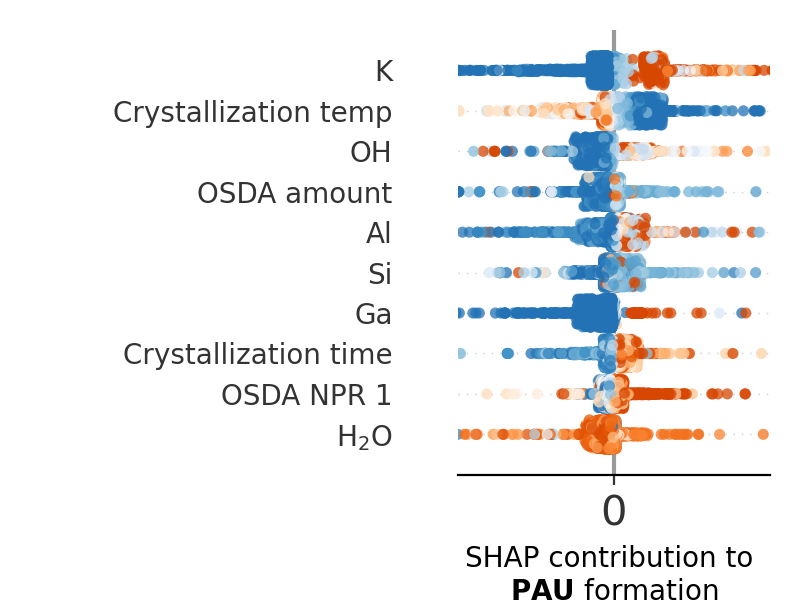 K
Crystallization temp
OH
OSDA amount
Al
Si
Ga
Crystallization time
OSDA NPR 1
H₂O
0
SHAP contribution to
PAU formation